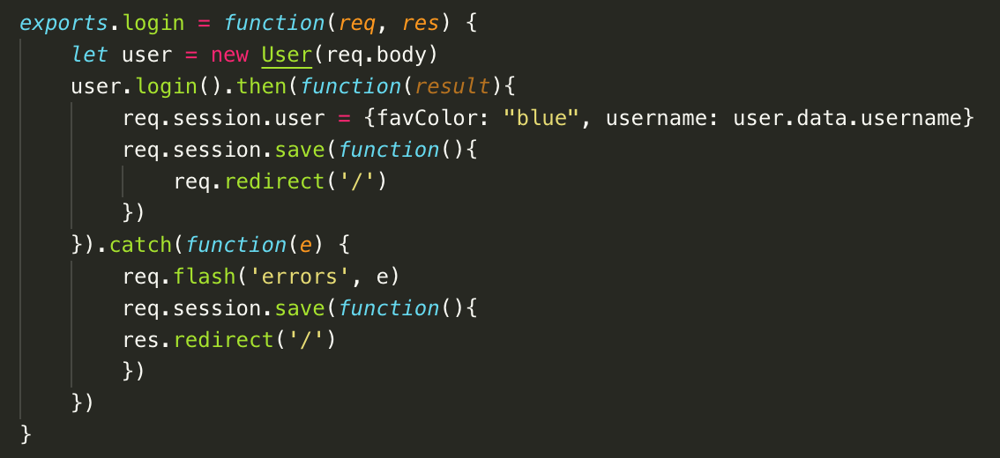 exports.login = function(req, res) {
    let user = new User(req.body)
    user.login().then(function(result){
        req.session.user = {favColor: "blue", username: user.data.username}
        req.session.save(function(){
            req.redirect('/')
        })
    }).catch(function(e) {
        req.flash('errors', e)
        req.session.save(function(){
        res.redirect('/')
        })
    })
}